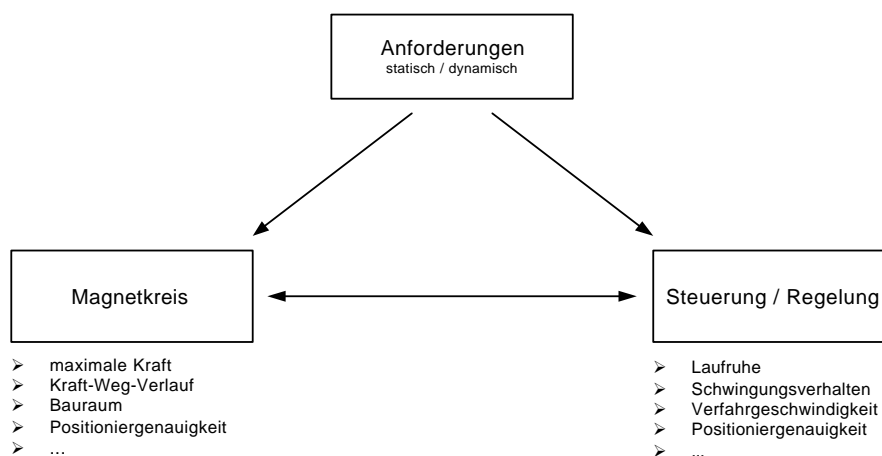 Anforderungen
statisch / dynamisch
Magnetkreis
Steuerung / Regelung
➢ maximale Kraft
➢ Kraft-Weg-Verlauf
➢ Bauraum
➢ Positioniergenauigkeit
➢ ...
➢ Laufruhe
➢ Schwingungsverhalten
➢ Verfahrgeschwindigkeit
➢ Positioniergenauigkeit
➢ ...